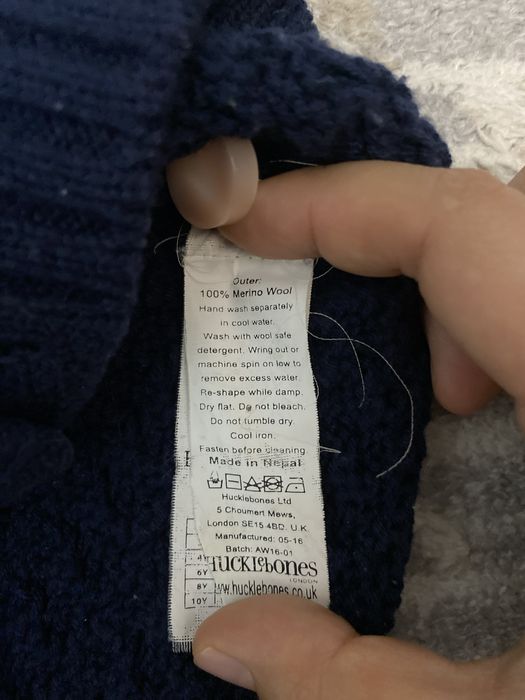 Outer:
100% Merino Wool
Hand wash separately
in cool water.
Wash with wool safe
detergent. Wring out or
machine spin on low to
remove excess water.
Re-shape while damp.
Dry flat. Do not bleach.
Do not tumble dry.
Cool iron.
Fasten before cleaning.
Made in Nepal
Hucklebones Ltd
5 Choumert Mews,
London SE15 4BD. U.K
Manufactured: 05-16
Batch: AW16-01
HUCKLEBONES
LONDON
4Y
6Y
8Y www.hucklebones.co.uk
10Y